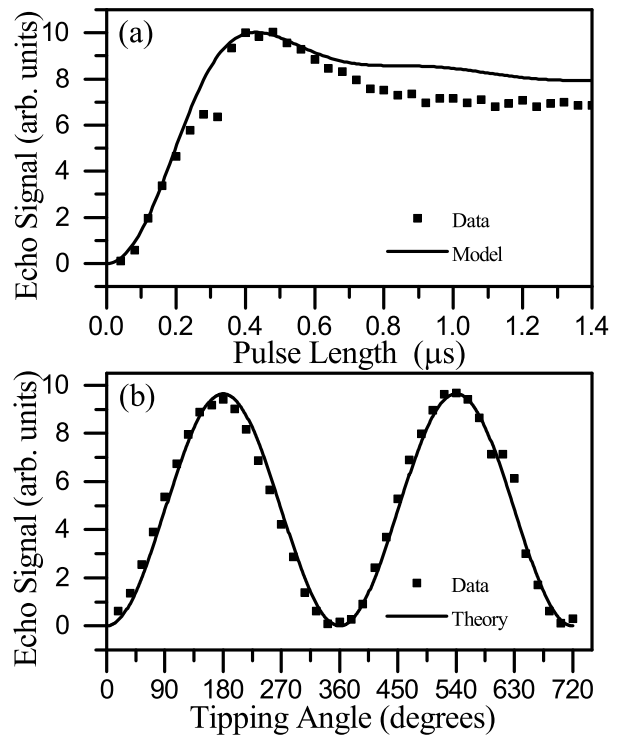 (a)
Echo Signal (arb. units)
10
8
6
4
2
0
Data
Model
0.0 0.2 0.4 0.6 0.8 1.0 1.2 1.4
Pulse Length (μs)
(b)
Echo Signal (arb. units)
10
8
6
4
2
0
Data
Theory
0 90 180 270 360 450 540 630 720
Tipping Angle (degrees)